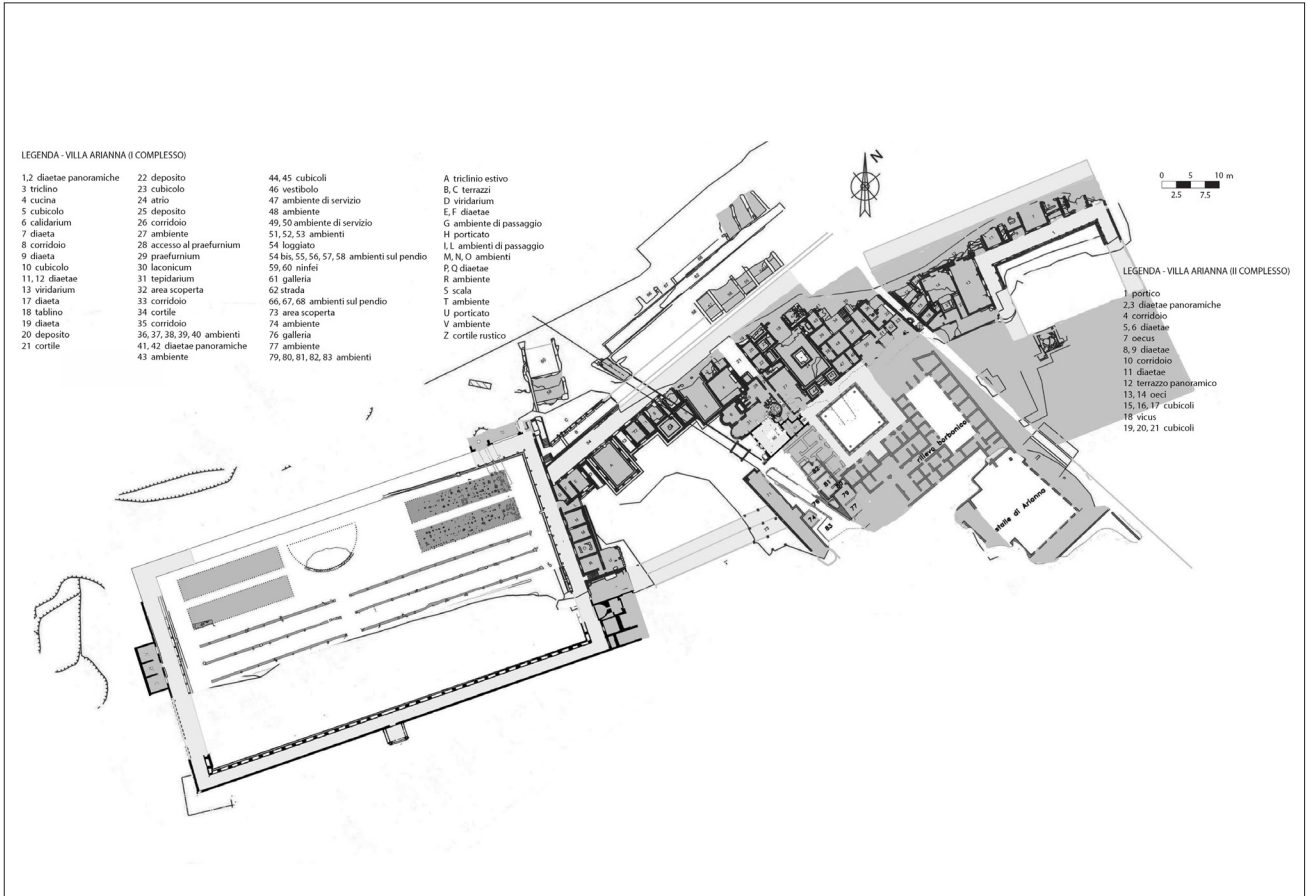 LEGENDA - VILLA ARIANNA (I COMPLESSO)
1,2 diaetae panoramiche
3 triclino
4 cucina
5 cubicolo
6 calidarium
7 diaeta
8 corridoio
9 diaeta
10 cubicolo
11, 12 diaetae
13 viridarium
17 diaeta
18 tablino
19 diaeta
20 deposito
21 cortile
22 deposito
23 cubicolo
24 atrio
25 deposito
26 corridoio
27 ambiente
28 accesso al praefurnium
29 praefurnium
30 laconicum
31 tepidarium
32 area scoperta
33 corridoio
34 cortile
35 corridoio
36, 37, 38, 39, 40 ambienti
41, 42 diaetae panoramiche
43 ambiente
44, 45 cubicoli
46 vestibolo
47 ambiente di servizio
48 ambiente
49, 50 ambiente di servizio
51, 52, 53 ambienti
54 loggiato
54 bis, 55, 56, 57, 58 ambienti sul pendio
59, 60 ninfei
61 galleria
62 strada
66, 67, 68 ambienti sul pendio
73 area scoperta
74 ambiente
76 galleria
77 ambiente
79, 80, 81, 82, 83 ambienti
A triclinio estivo
B, C terrazzi
D viridarium
E, F diaetae
G ambiente di passaggio
H porticato
I, L ambienti di passaggio
M, N, O ambienti
P, Q diaetae
R ambiente
S scala
T ambiente
U porticato
V ambiente
Z cortile rustico
N
0 5 10 m
2.5 7.5
LEGENDA - VILLA ARIANNA (II COMPLESSO)
1 portico
2,3 diaetae panoramiche
4 corridoio
5, 6 diaetae
7 oecus
8, 9 diaetae
10 corridoio
11 diaetae
12 terrazzo panoramico
13, 14 oeci
15, 16, 17 cubicoli
18 vicus
19, 20, 21 cubicoli
rilievo borbonico
stalle di Arianna
82
81
79
77
74
83